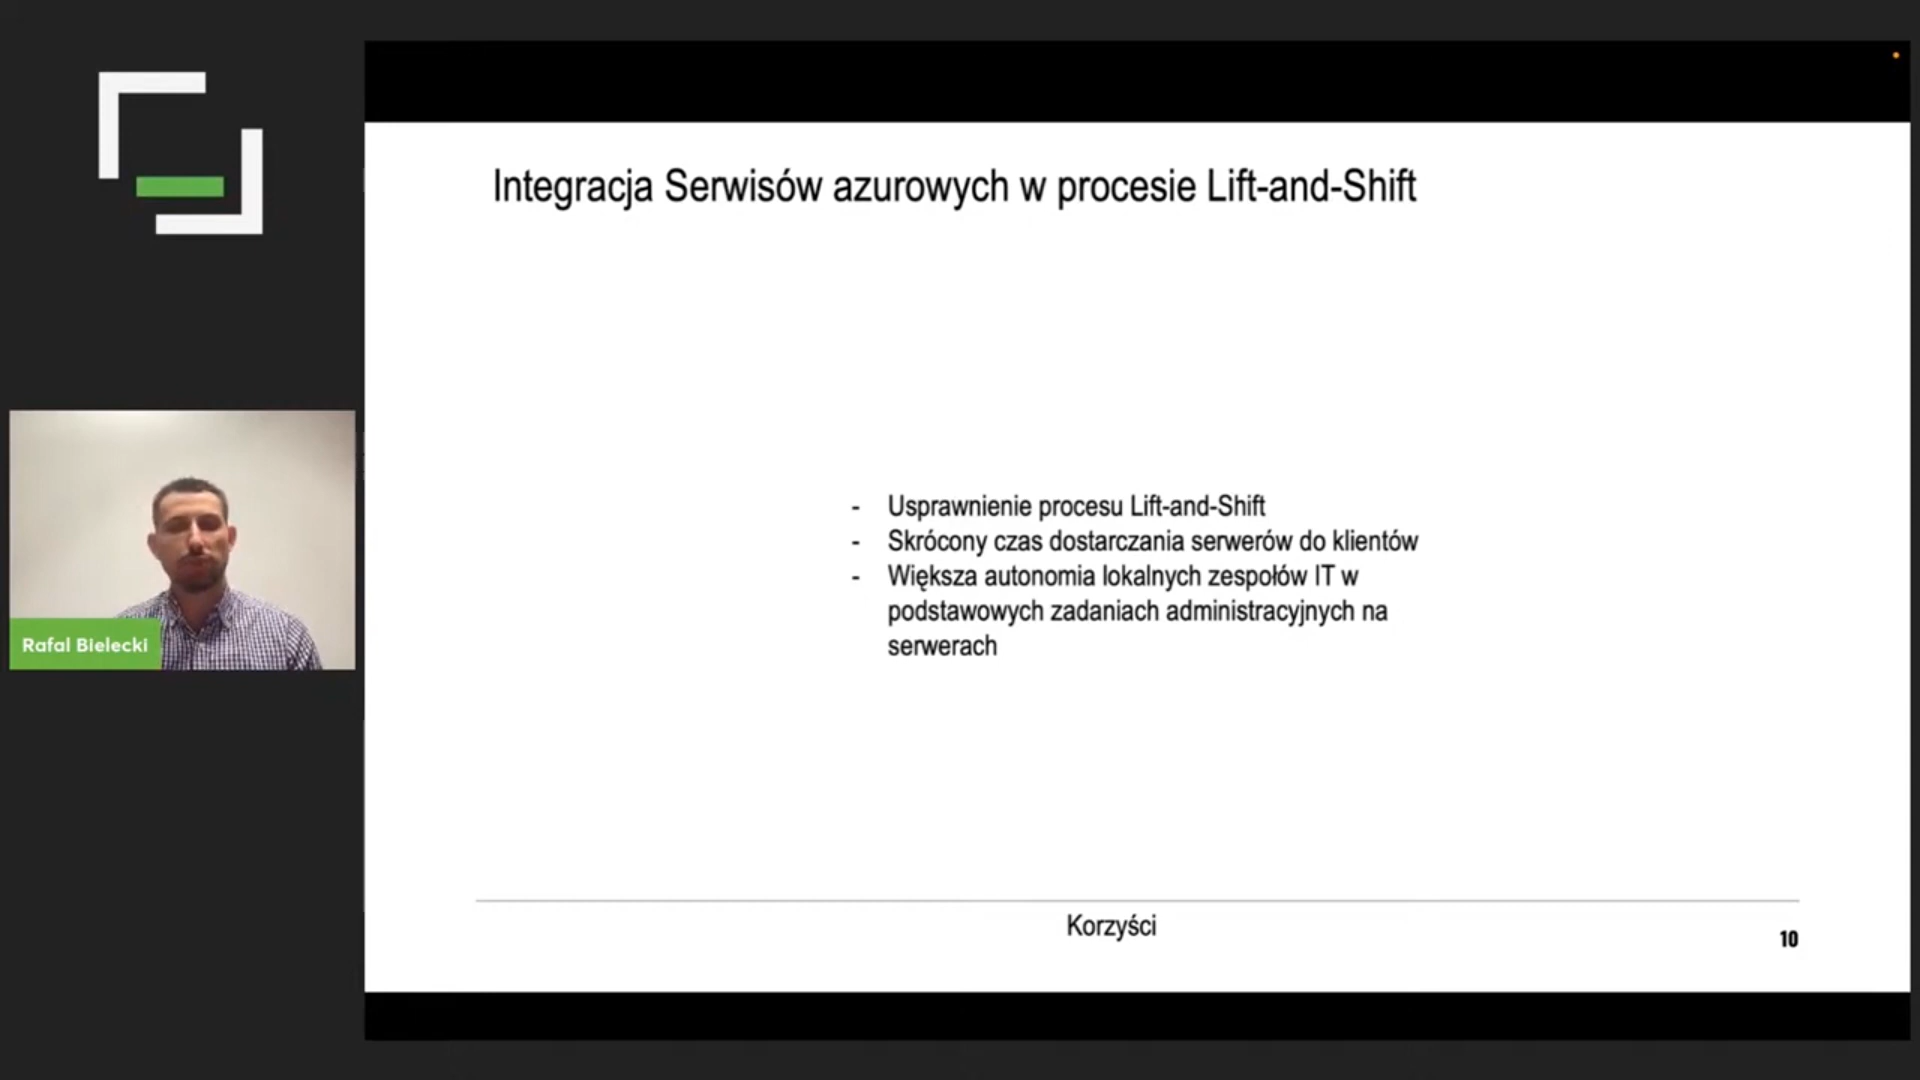 Integracja Serwisów azurowych w procesie Lift-and-Shift
- Usprawnienie procesu Lift-and-Shift
- Skrócony czas dostarczania serwerów do klientów
- Większa autonomia lokalnych zespołów IT w
podstawowych zadaniach administracyjnych na
serwerach
Rafal Bielecki
Korzyści
10